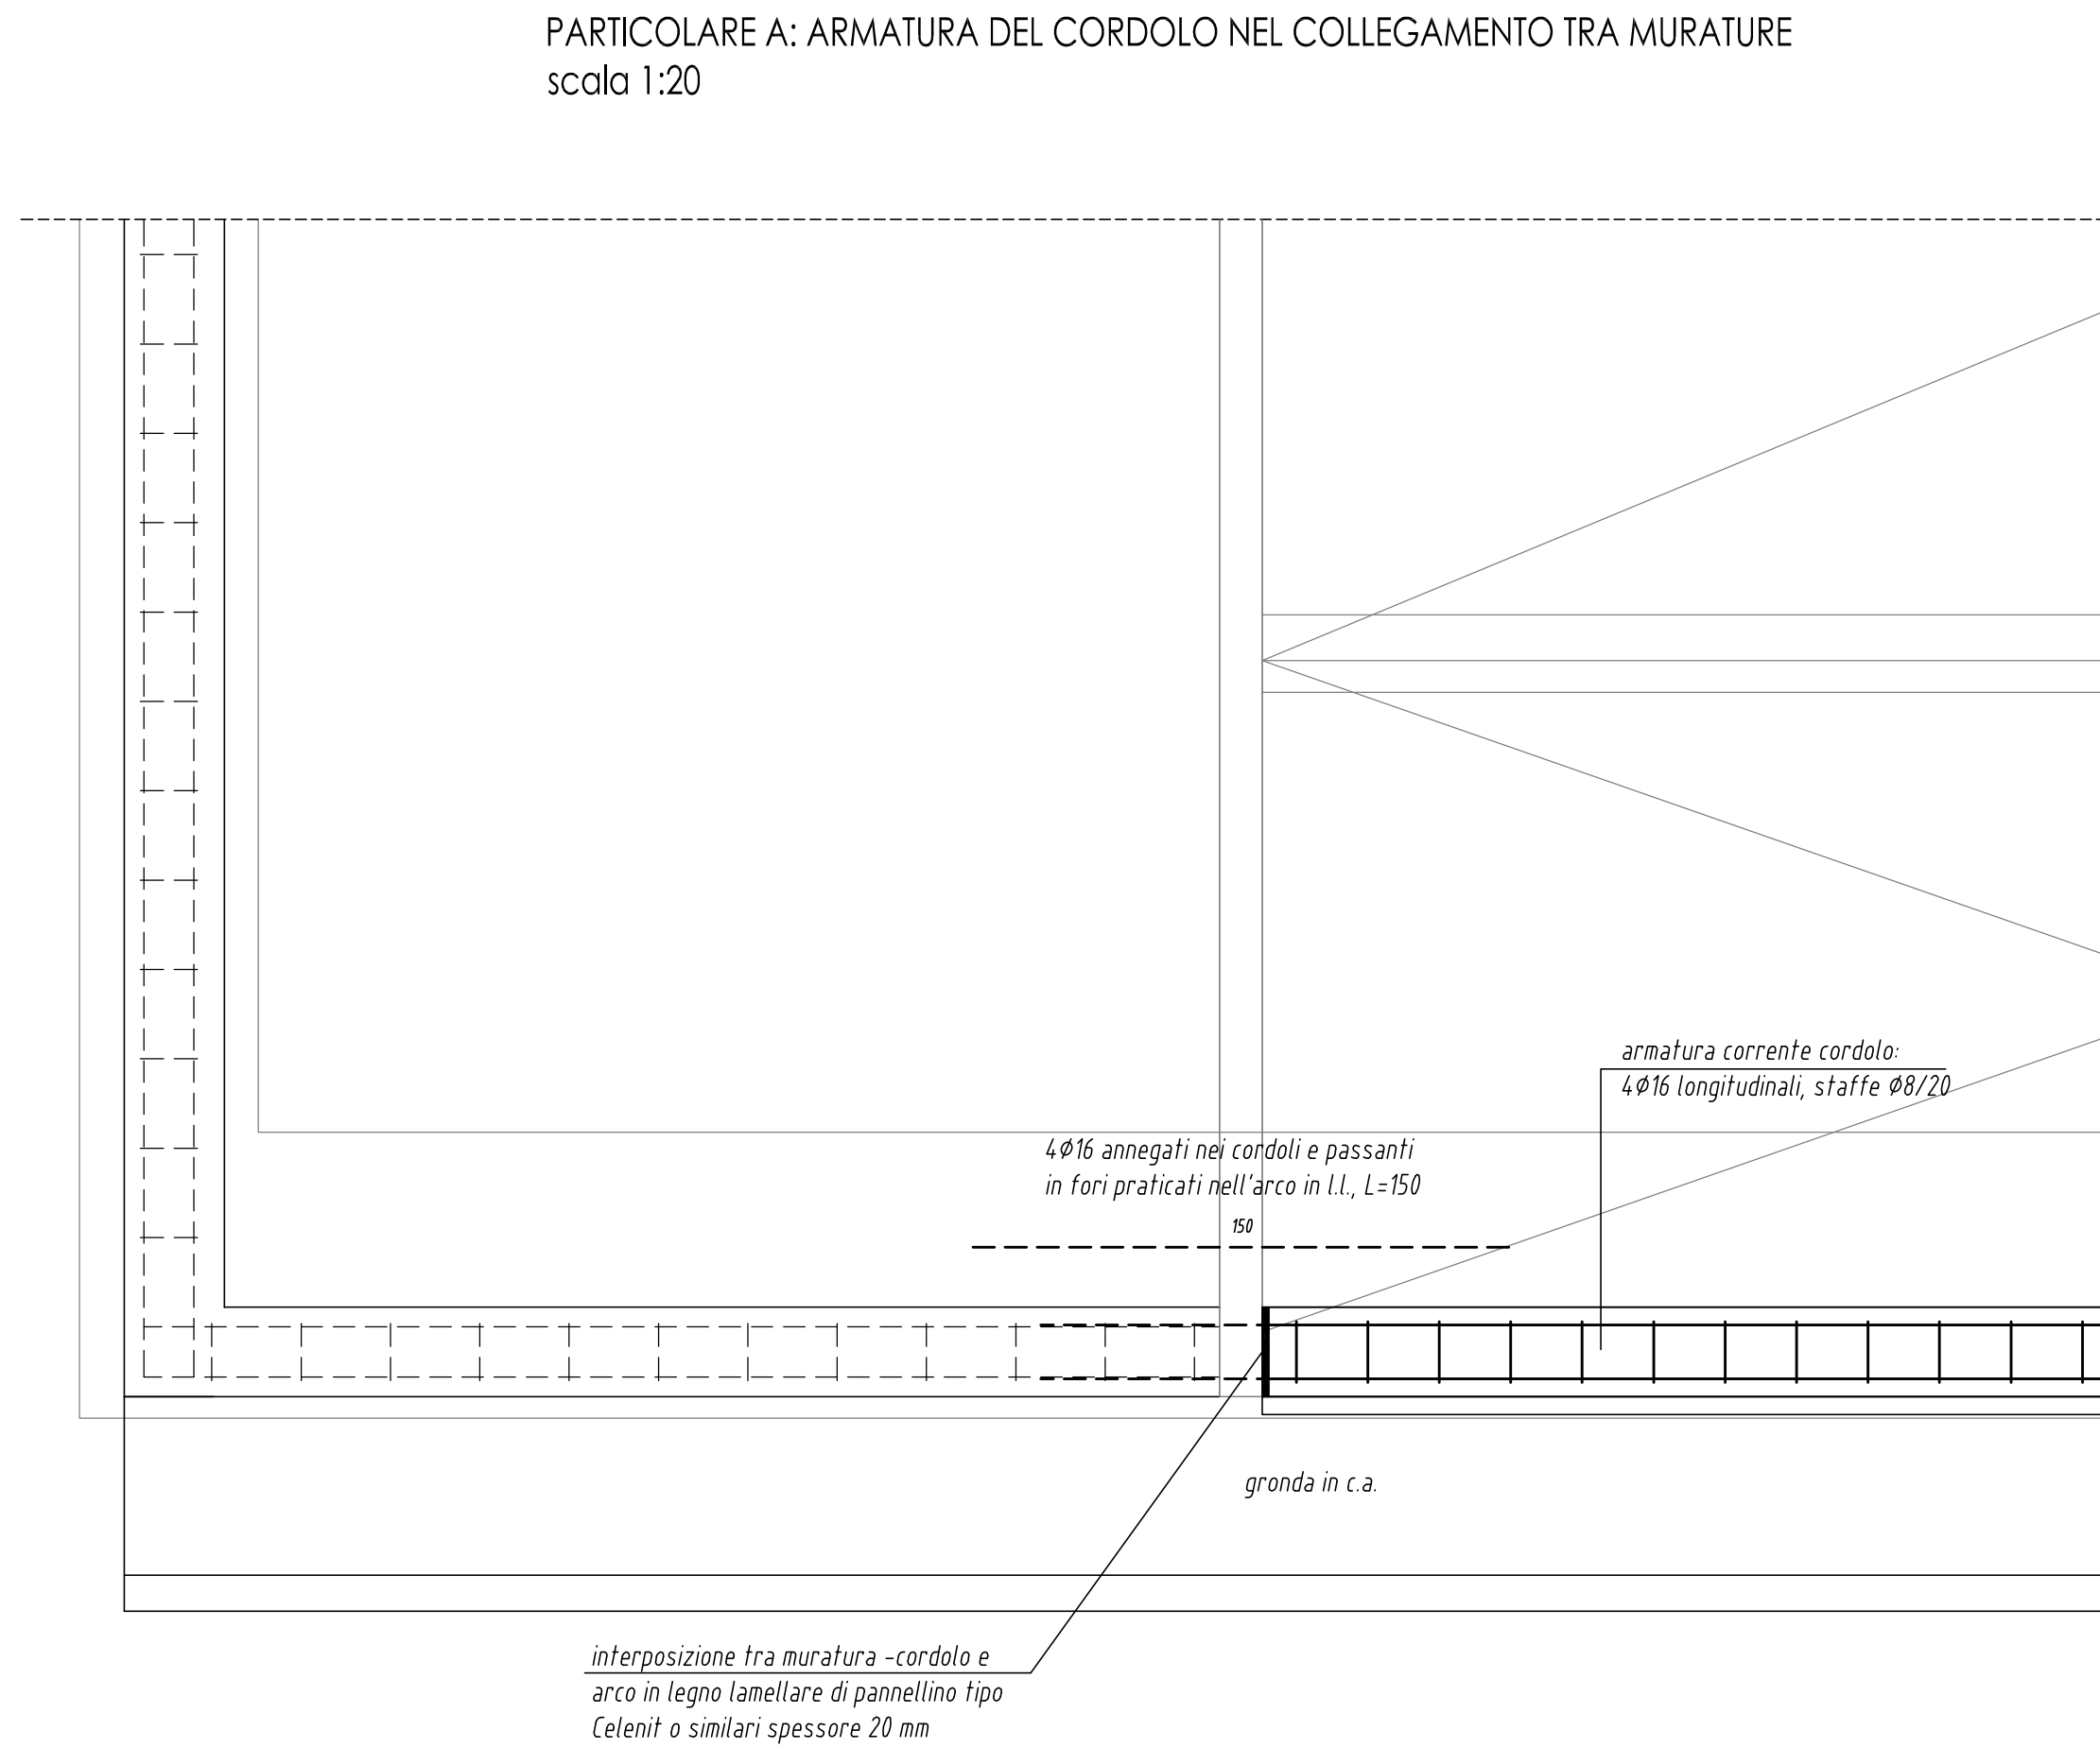 PARTICOLARE A: ARMATURA DEL CORDOLO NEL COLLEGAMENTO TRA MURATURE
scala 1:20
armatura corrente cordolo:
4Ø16 longitudinali, staffe Ø8/20
4Ø16 annegati nei cordoli e passanti
in fori praticati nell'arco in l.l., L=150
150
gronda in c.a.
interposizione tra muratura -cordolo e
arco in legno lamellare di pannellino tipo
Celenit o similari spessore 20 mm